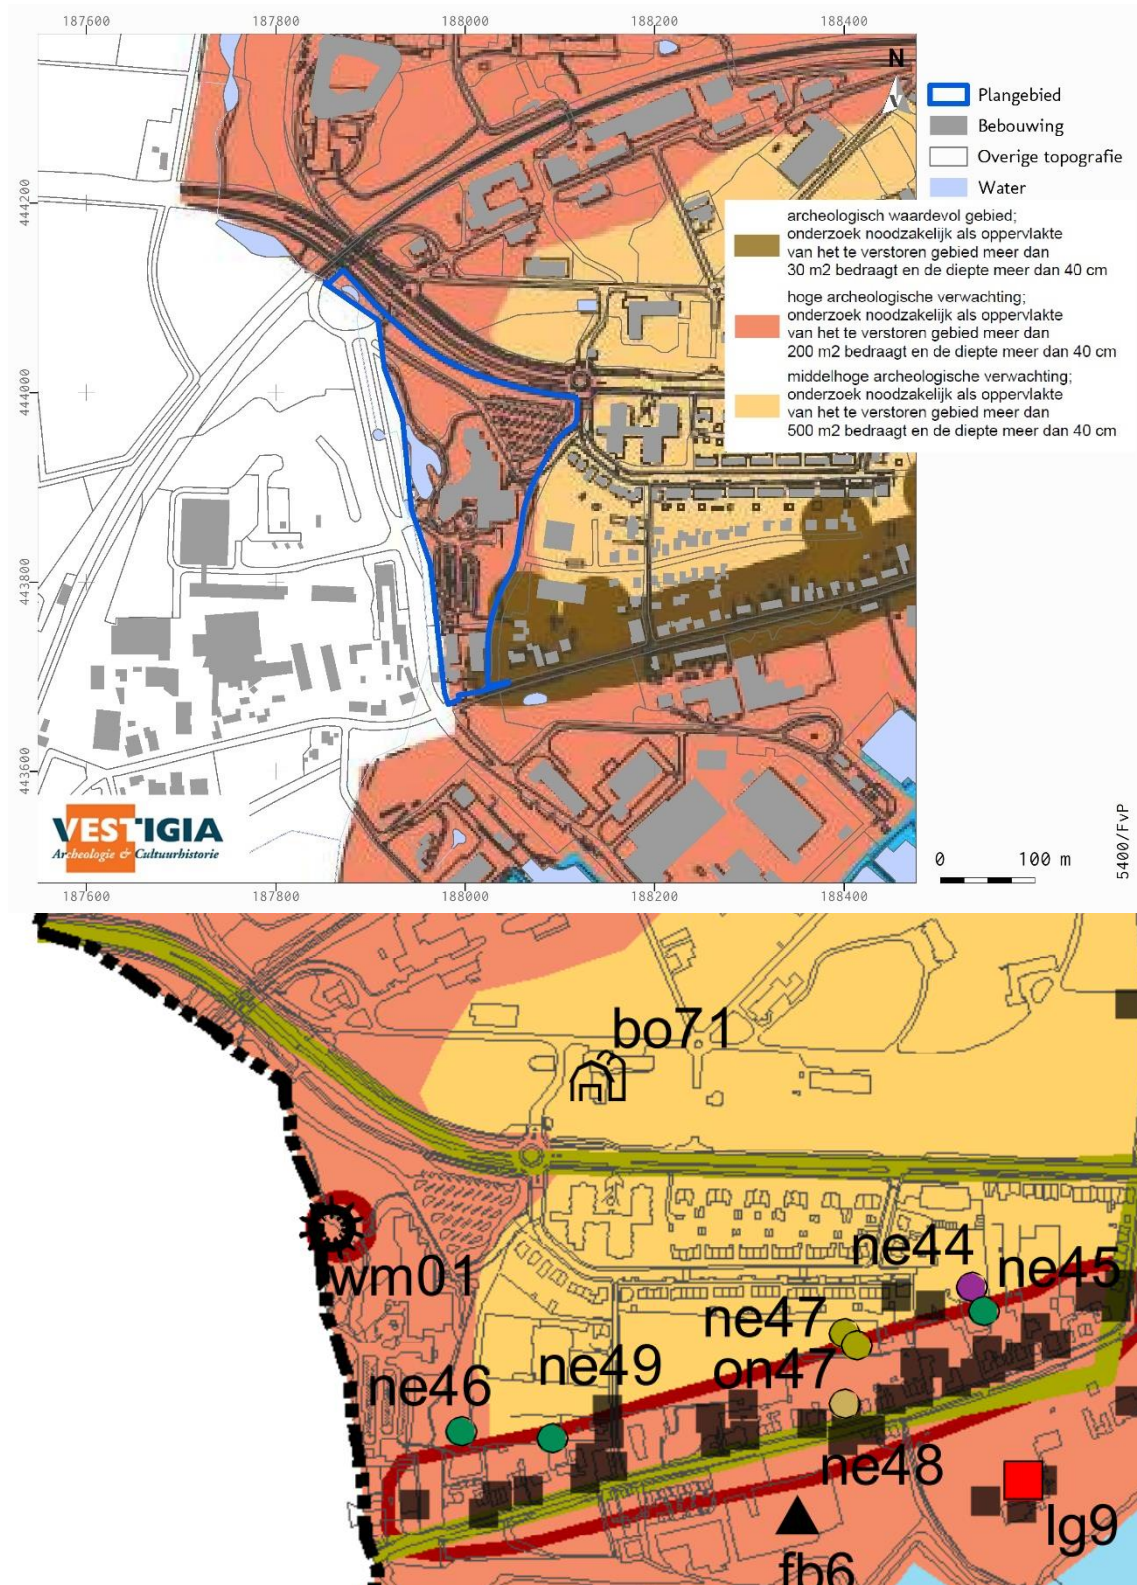 187600 187800 188000 188200 188400
N
Plangebied
Bebouwing
Overige topografie
Water
archeologisch waardevol gebied;
onderzoek noodzakelijk als oppervlakte
van het te verstoren gebied meer dan
30 m2 bedraagt en de diepte meer dan 40 cm
hoge archeologische verwachting;
onderzoek noodzakelijk als oppervlakte
van het te verstoren gebied meer dan
200 m2 bedraagt en de diepte meer dan 40 cm
middelhoge archeologische verwachting;
onderzoek noodzakelijk als oppervlakte
van het te verstoren gebied meer dan
500 m2 bedraagt en de diepte meer dan 40 cm
444200
444000
443800
443600
VESTIGIA
Archeologie & Cultuurhistorie
0 100 m
5400/FvP
187600 187800 188000 188200 188400
bo71
wm01
ne44
ne45
ne47
ne49
on47
ne46
ne48
lg9
fb6